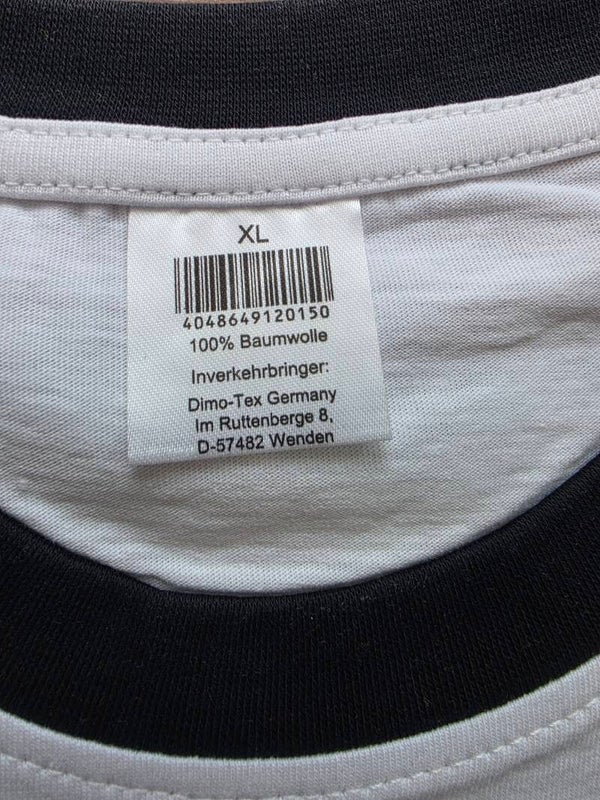 XL
4048649120150
100% Baumwolle
Inverkehrbringer:
Dimo-Tex Germany
Im Ruttenberge 8,
D-57482 Wenden